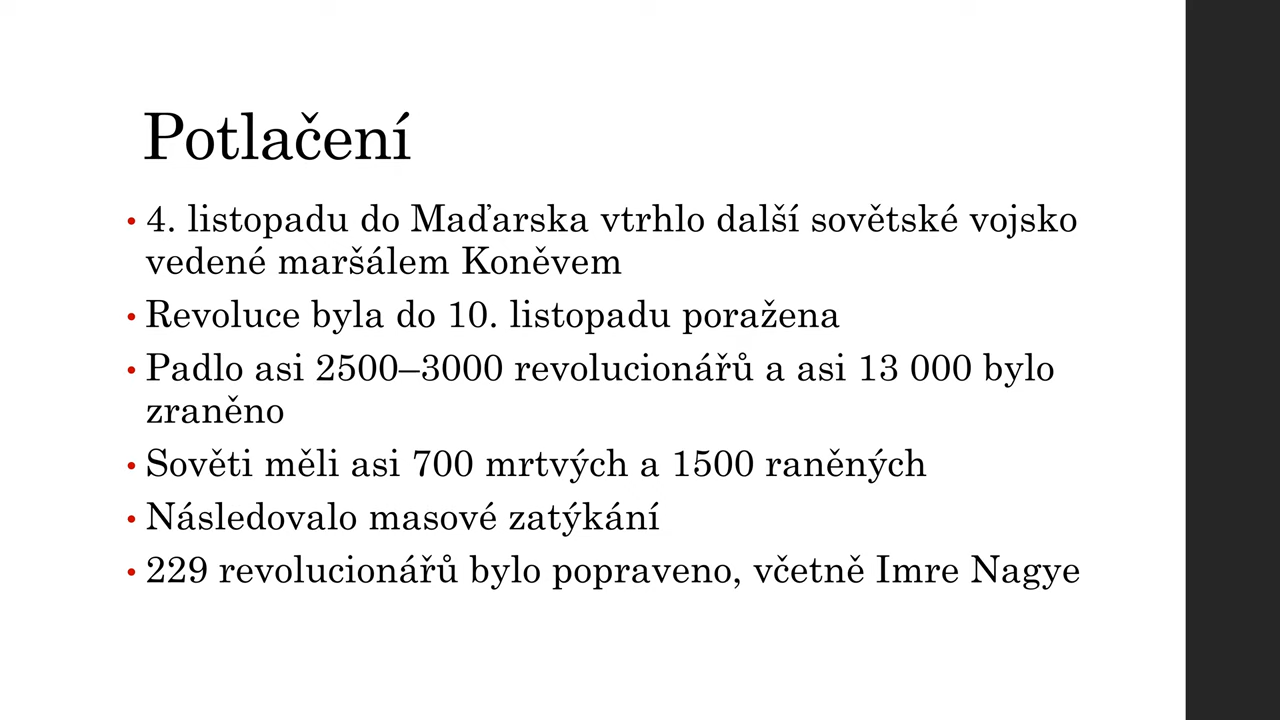 Potlačení
• 4. listopadu do Maďarska vtrhlo další sovětské vojsko
vedené maršálem Koněvem
• Revoluce byla do 10. listopadu poražena
• Padlo asi 2500–3000 revolucionářů a asi 13 000 bylo
zraněno
• Sověti měli asi 700 mrtvých a 1500 raněných
• Následovalo masové zatýkání
• 229 revolucionářů bylo popraveno, včetně Imre Nagye